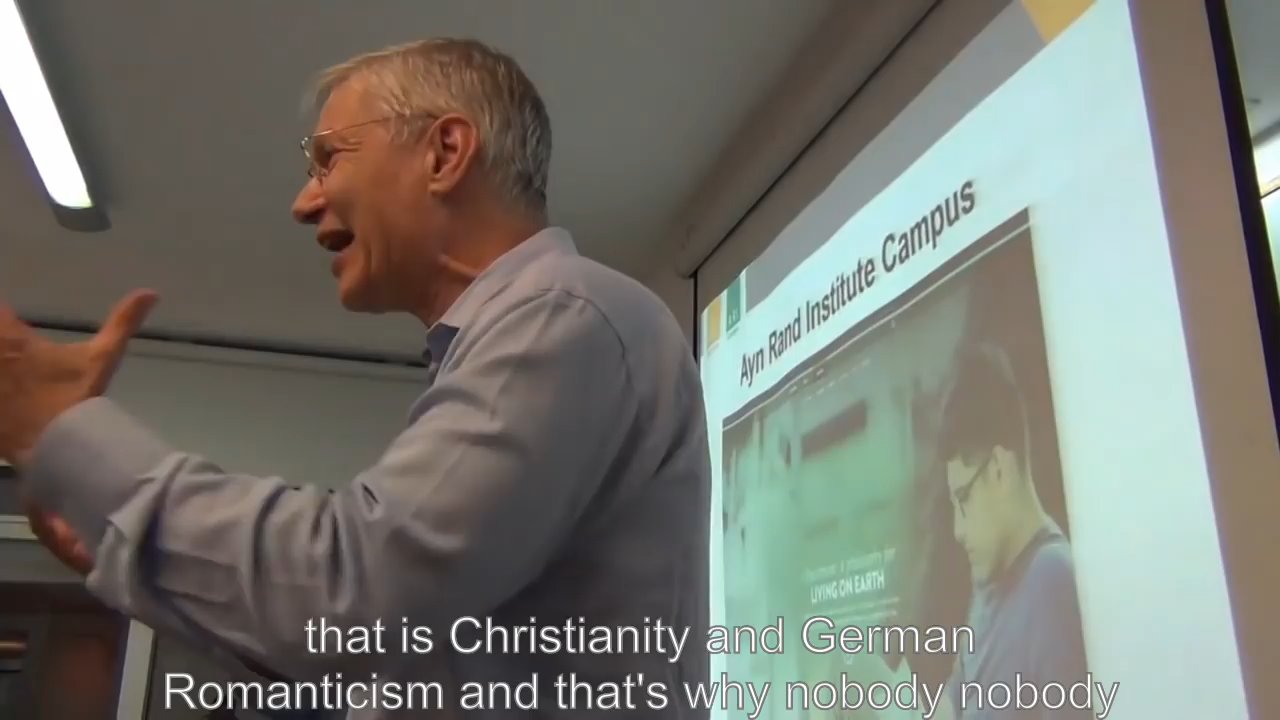 Ayn Rand Institute Campus
LIVING ON EARTH
that is Christianity and German
Romanticism and that's why nobody nobody